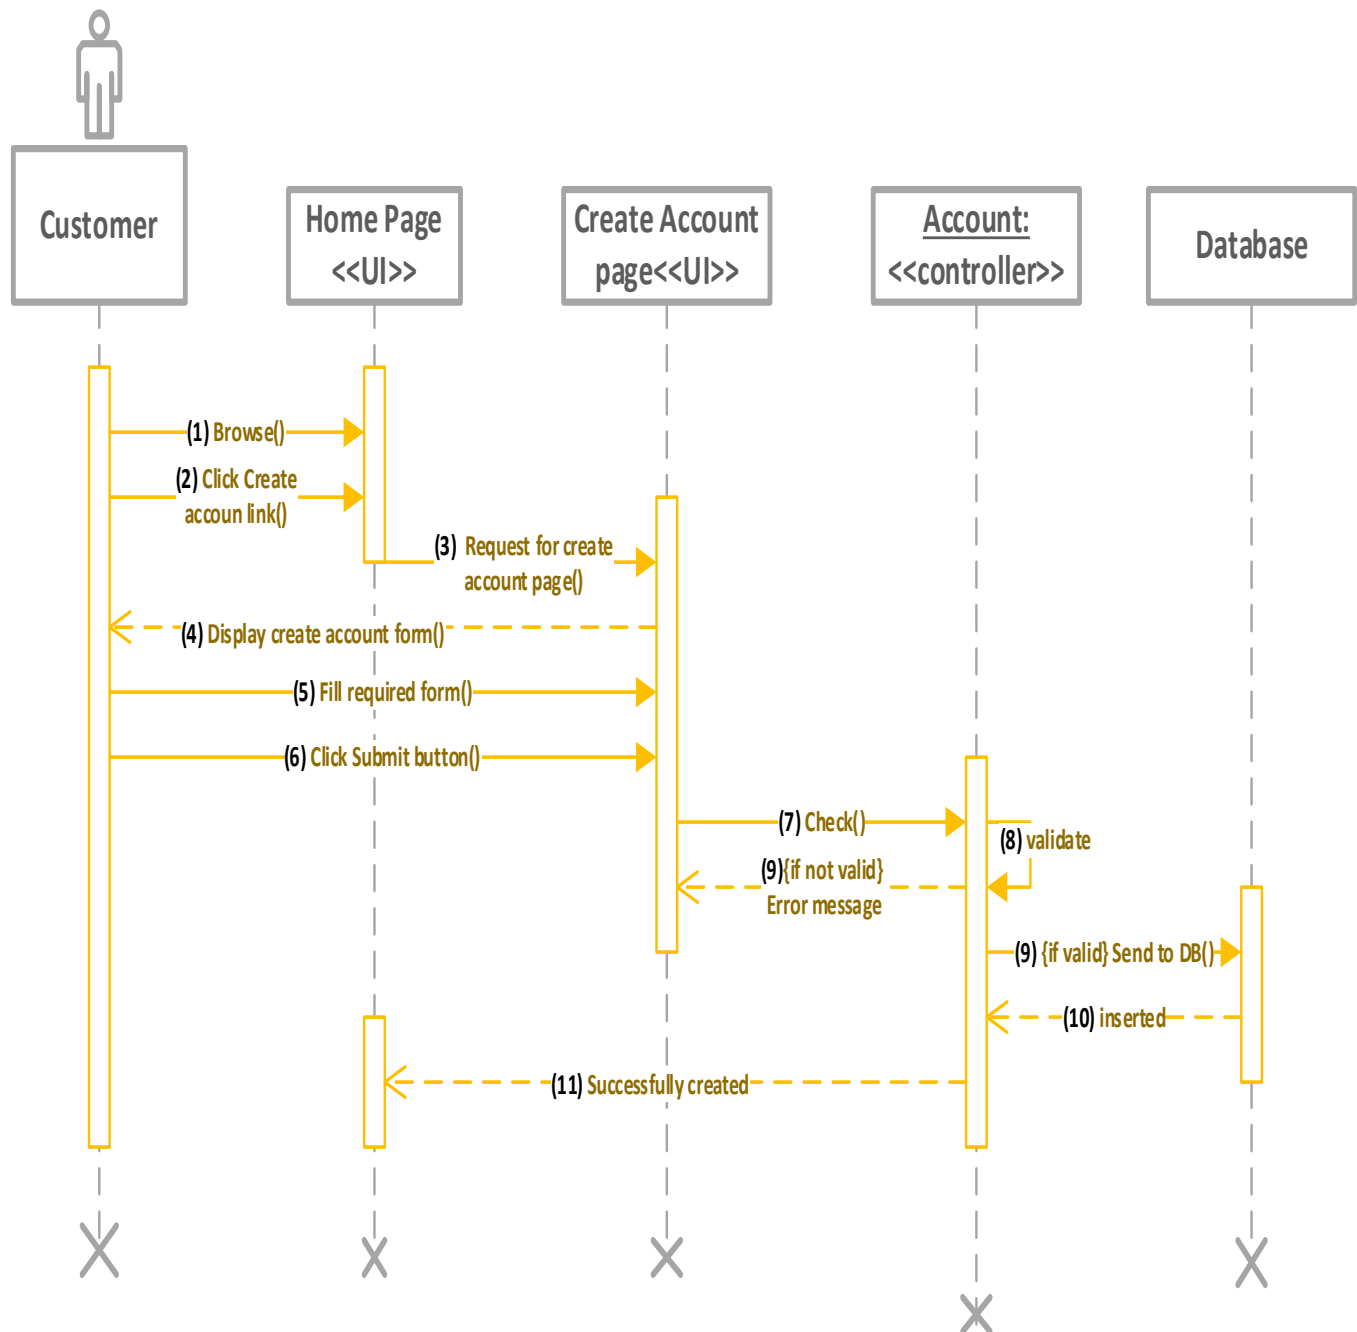 Customer
Home Page
<<UI>>
Create Account
page<<UI>>
Account:
<<controller>>
Database
(1) Browse()
(2) Click Create
accoun link()
(3) Request for create
account page()
(4) Display create account form()
(5) Fill required form()
(6) Click Submit button()
(7) Check()
(8) validate
(9){if not valid}
Error message
(9) {if valid} Send to DB()
(10) inserted
(11) Successfully created